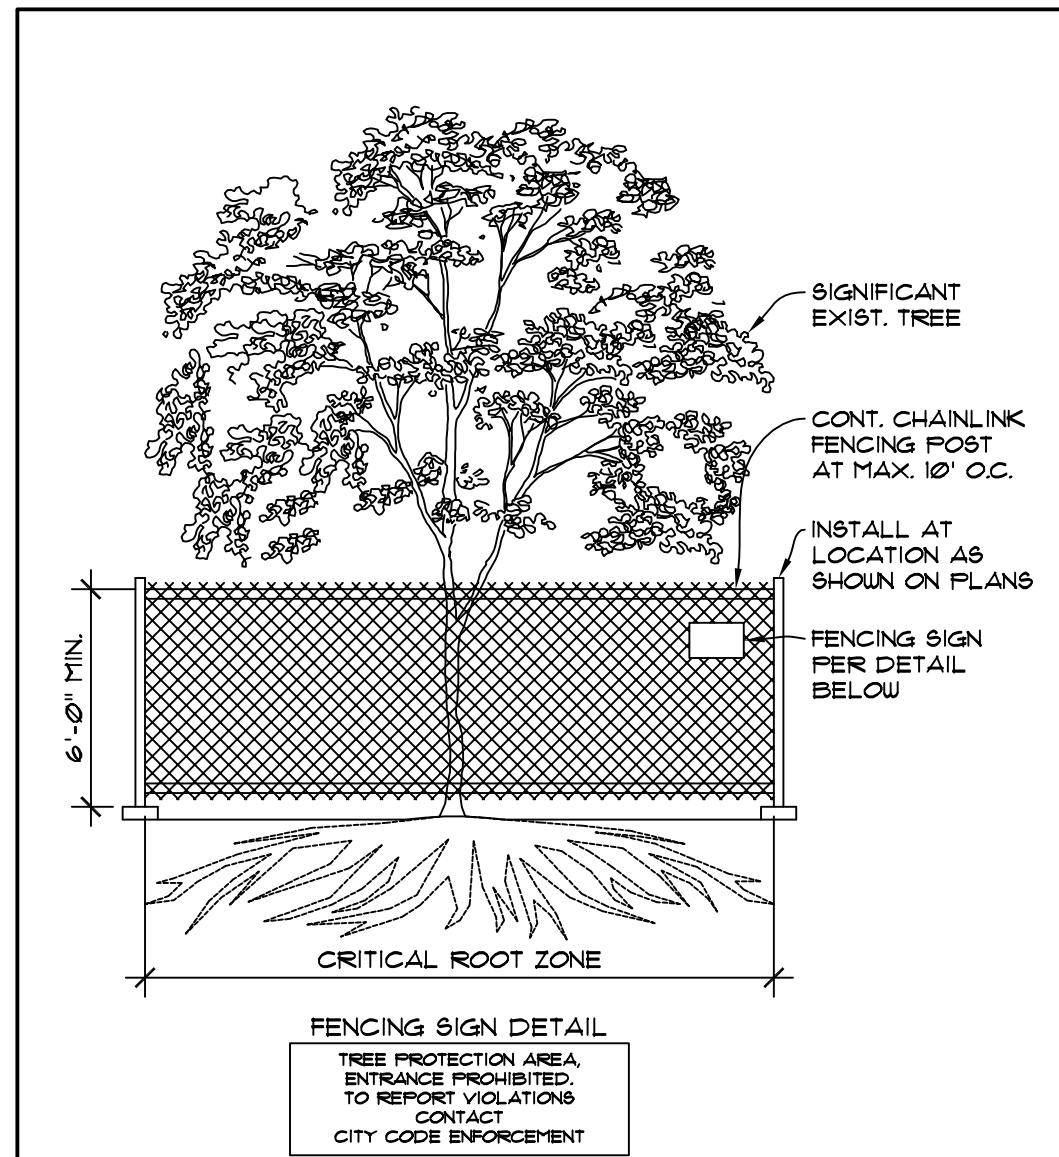 SIGNIFICANT
EXIST. TREE
CONT. CHAINLINK
FENCING POST
AT MAX. 10' O.C.
INSTALL AT
LOCATION AS
SHOWN ON PLANS
FENCING SIGN
PER DETAIL
BELOW
6'-0" MIN.
CRITICAL ROOT ZONE
FENCING SIGN DETAIL
TREE PROTECTION AREA,
ENTRANCE PROHIBITED.
TO REPORT VIOLATIONS
CONTACT
CITY CODE ENFORCEMENT